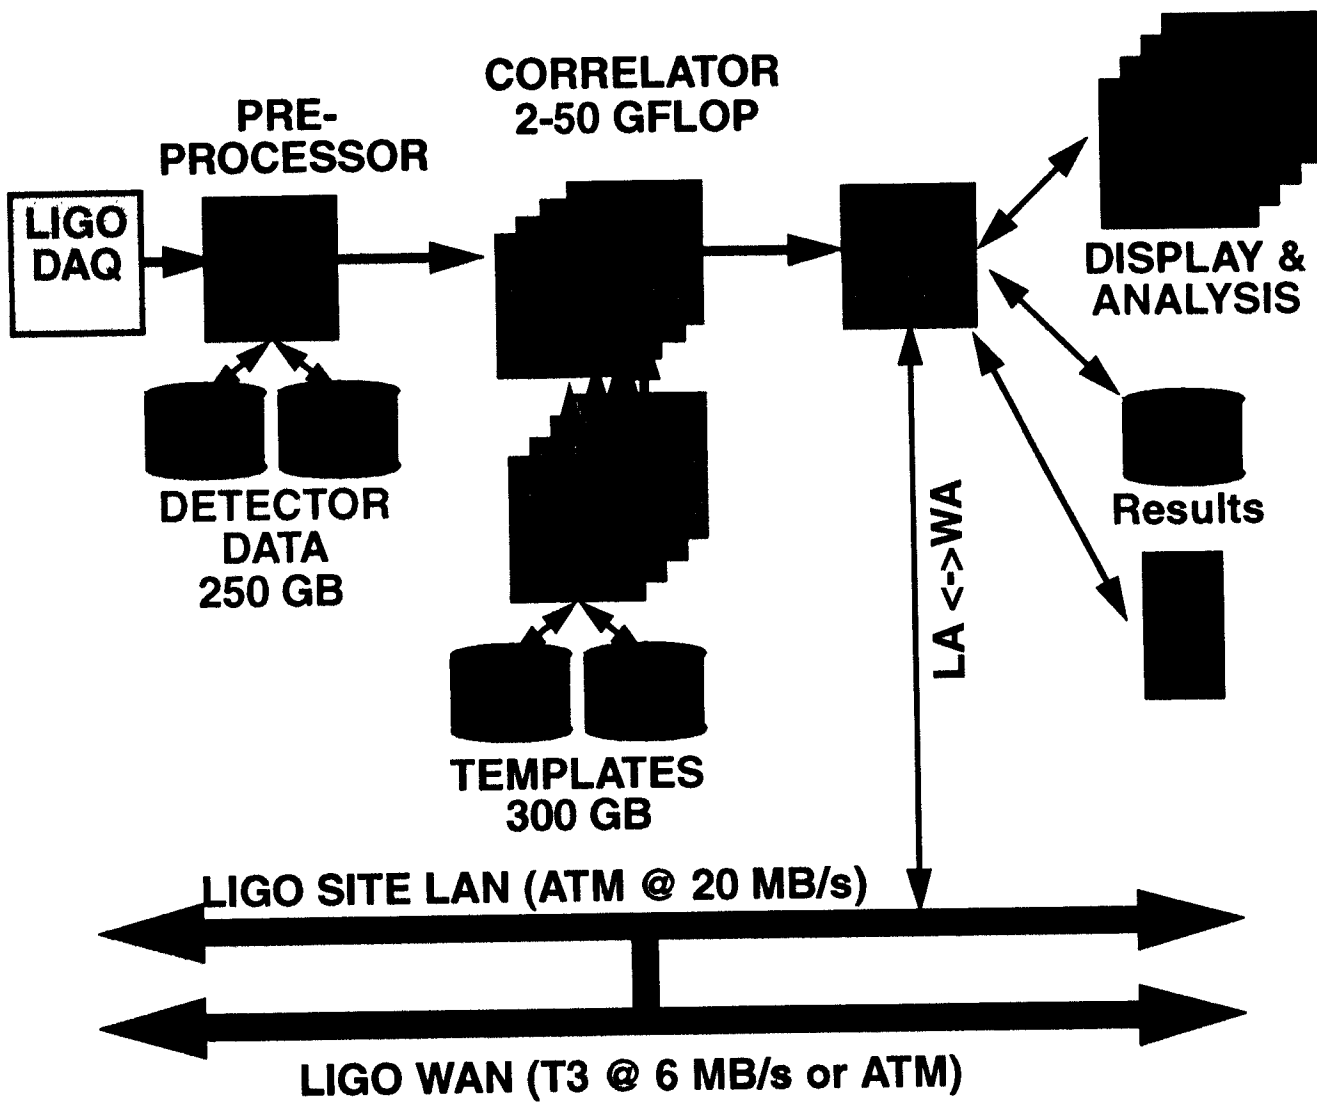 CORRELATOR
2-50 GFLOP
PRE-
PROCESSOR
LIGO
DAQ
DISPLAY &
ANALYSIS
DETECTOR
DATA
250 GB
Results
LA <->WA
TEMPLATES
300 GB
LIGO SITE LAN (ATM @ 20 MB/s)
LIGO WAN (T3 @ 6 MB/s or ATM)